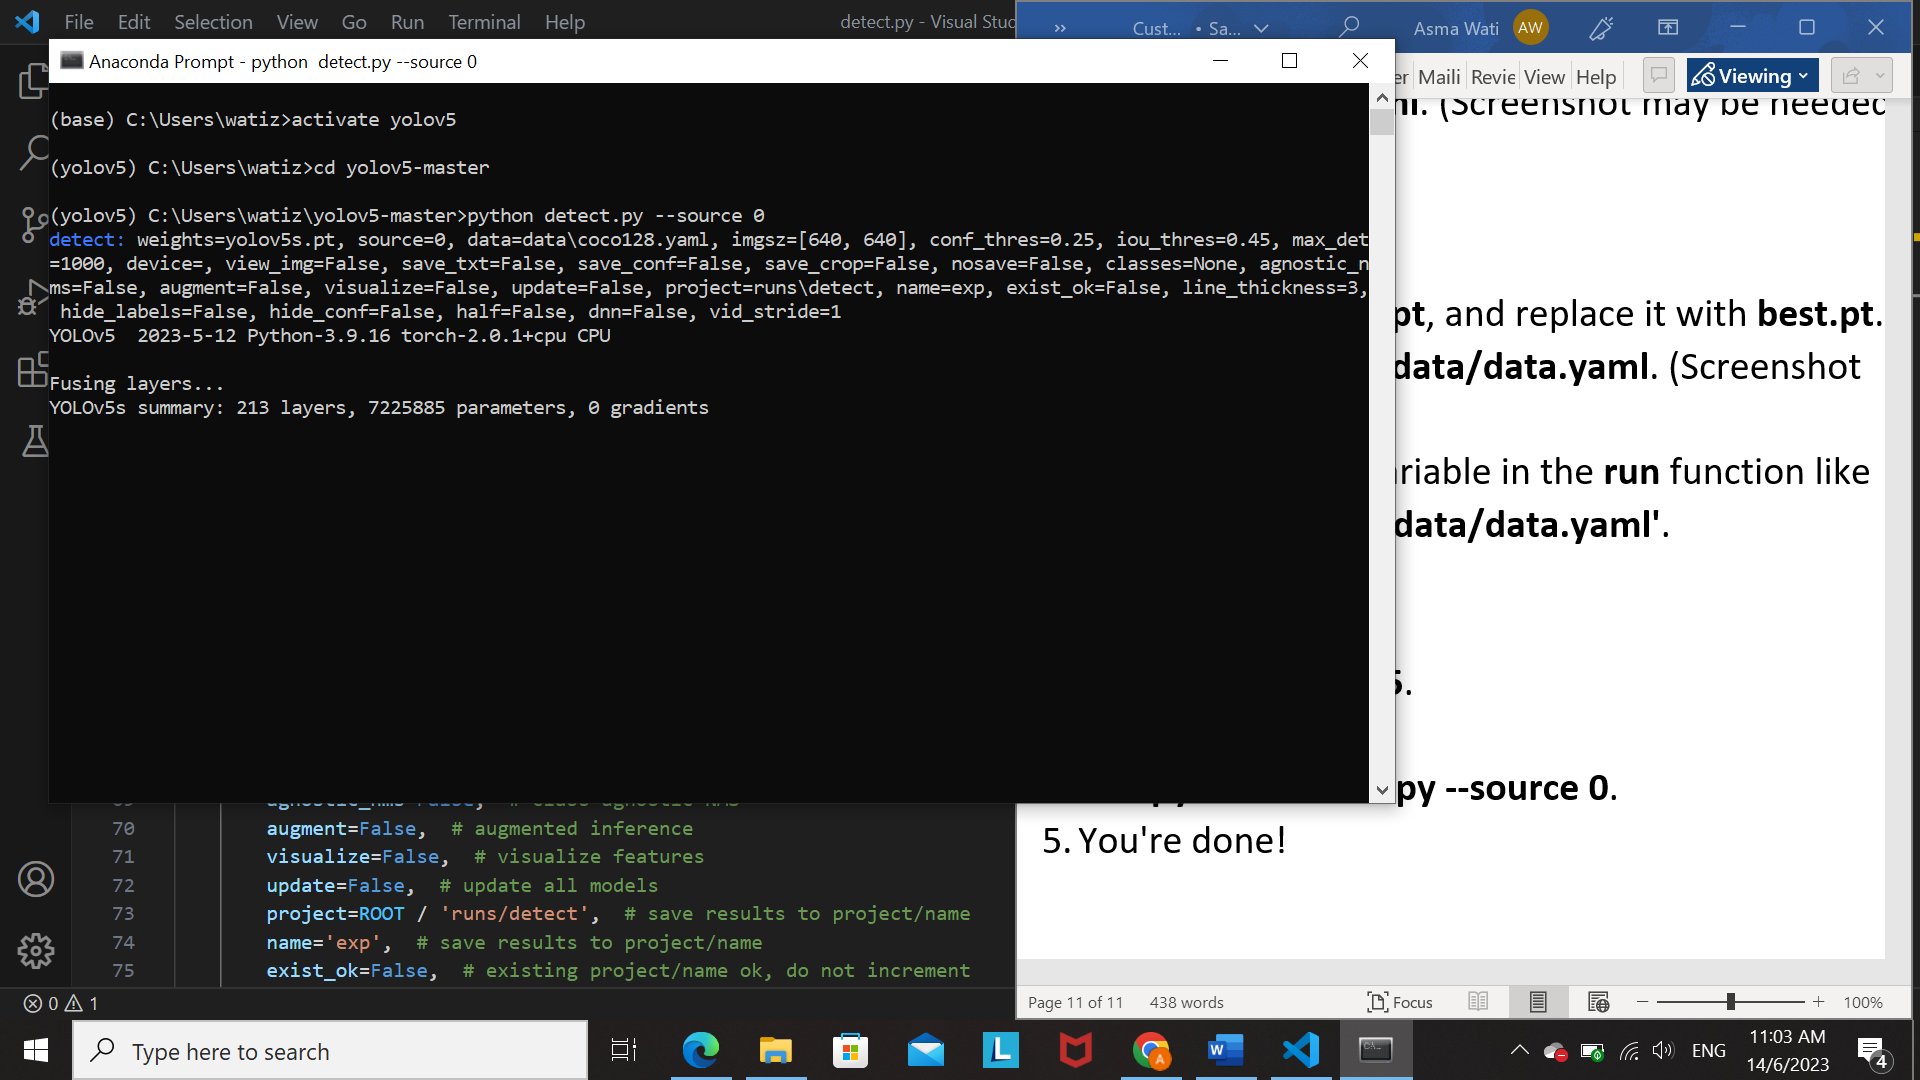 File Edit Selection View Go Run Terminal Help detect.py - Visual Stud
Cust... • Sa... Asma Wati AW
Anaconda Prompt - python detect.py --source 0
er Maili Revie View Help Viewing
(base) C:\Users\watiz>activate yolov5
(yolov5) C:\Users\watiz>cd yolov5-master
(yolov5) C:\Users\watiz\yolov5-master>python detect.py --source 0
detect: weights=yolov5s.pt, source=0, data=data\coco128.yaml, imgsz=[640, 640], conf_thres=0.25, iou_thres=0.45, max_det
=1000, device=, view_img=False, save_txt=False, save_conf=False, save_crop=False, nosave=False, classes=None, agnostic_n
ms=False, augment=False, visualize=False, update=False, project=runs\detect, name=exp, exist_ok=False, line_thickness=3,
hide_labels=False, hide_conf=False, half=False, dnn=False, vid_stride=1
YOLOv5 2023-5-12 Python-3.9.16 torch-2.0.1+cpu CPU
Fusing layers...
YOLOv5s summary: 213 layers, 7225885 parameters, 0 gradients
ml. (Screenshot may be needed
pt, and replace it with best.pt.
data/data.yaml. (Screenshot
ariable in the run function like
data/data.yaml'.
5.
py --source 0.
5. You're done!
70 augment=False, # augmented inference
71 visualize=False, # visualize features
72 update=False, # update all models
73 project=ROOT / 'runs/detect', # save results to project/name
74 name='exp', # save results to project/name
75 exist_ok=False, # existing project/name ok, do not increment
0 1
Page 11 of 11 438 words Focus 100%
Type here to search
ENG
11:03 AM
14/6/2023
4